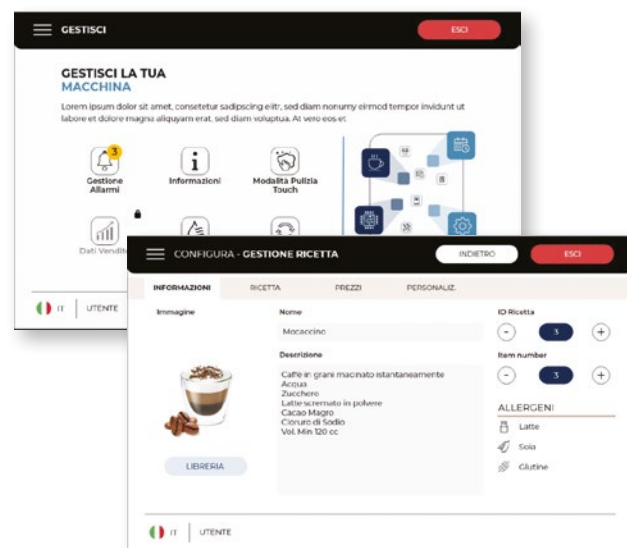 GESTISCI
ESCI
GESTISCI LA TUA
MACCHINA
Lorem ipsum dolor sit amet, consetetur sadipscing elitr, sed diam nonumy eirmod tempor invidunt ut
labore et dolore magna aliquyam erat, sed diam voluptua. At vero eos et
3
Gestione
Allarmi
Informazioni
Modalità Pulizia
Touch
Dati Vendite
IT
UTENTE
CONFIGURA - GESTIONE RICETTA
INDIETRO
ESCI
INFORMAZIONI
RICETTA
PREZZI
PERSONALIZ.
Immagine
Nome
ID Ricetta
Mocaccino
- 3 +
Descrizione
Item number
Caffè in grani macinato istantaneamente
- 3 +
Acqua
Zucchero
Latte scremato in polvere
Cacao Magro
Cloruro di Sodio
Vol. Min 120 cc
ALLERGENI
Latte
Soia
Glutine
LIBRERIA
IT
UTENTE